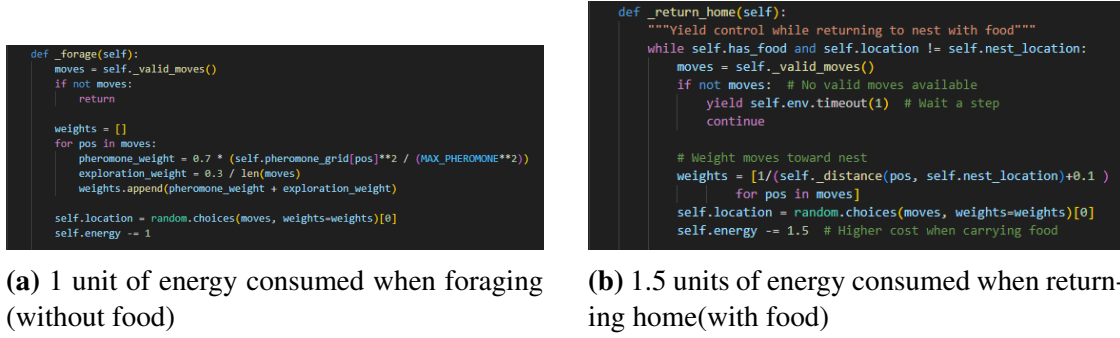 def _forage(self):
    moves = self._valid_moves()
    if not moves:
        return

    weights = []
    for pos in moves:
        pheromone_weight = 0.7 * (self.pheromone_grid[pos]**2 / (MAX_PHEROMONE**2))
        exploration_weight = 0.3 / len(moves)
        weights.append(pheromone_weight + exploration_weight)

    self.location = random.choices(moves, weights=weights)[0]
    self.energy -= 1
(a) 1 unit of energy consumed when foraging
(without food)
def _return_home(self):
    """Yield control while returning to nest with food"""
    while self.has_food and self.location != self.nest_location:
        moves = self._valid_moves()
        if not moves:  # No valid moves available
            yield self.env.timeout(1)  # Wait a step
            continue

        # Weight moves toward nest
        weights = [1/(self._distance(pos, self.nest_location)+0.1 )
                for pos in moves]
        self.location = random.choices(moves, weights=weights)[0]
        self.energy -= 1.5  # Higher cost when carrying food
(b) 1.5 units of energy consumed when return-
ing home(with food)